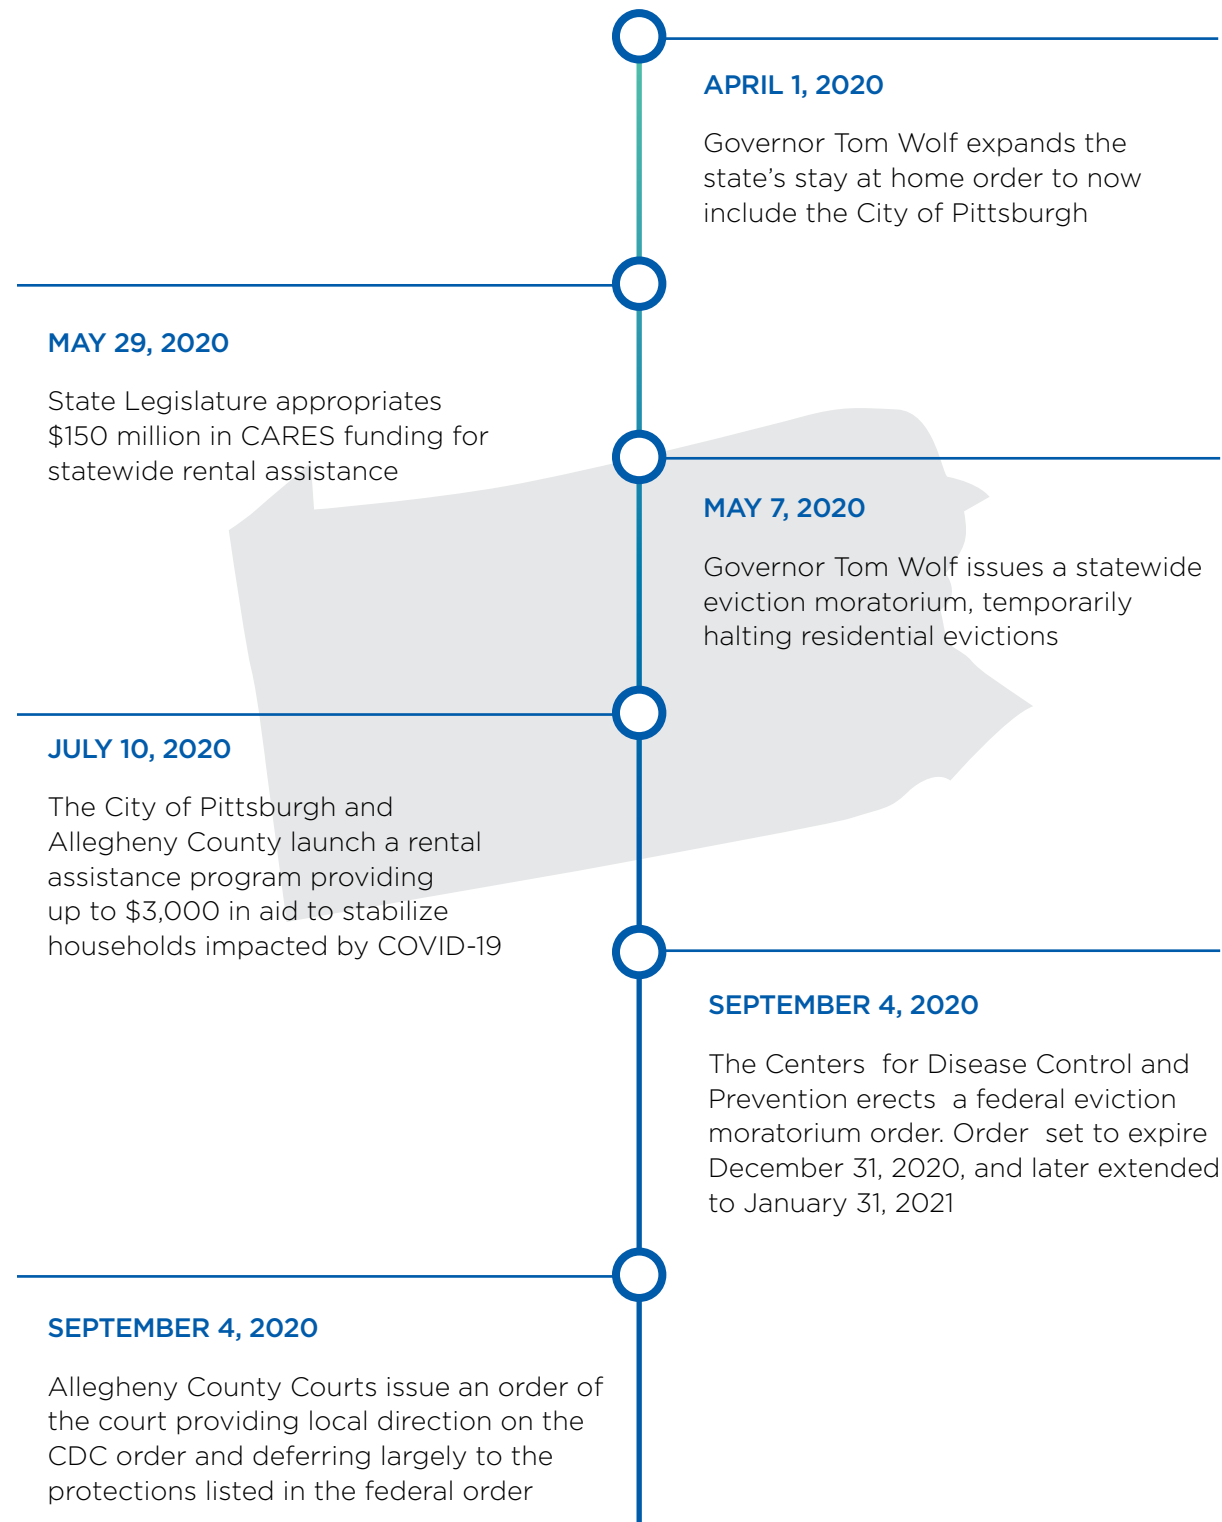 APRIL 1, 2020
Governor Tom Wolf expands the
state’s stay at home order to now
include the City of Pittsburgh
MAY 29, 2020
State Legislature appropriates
$150 million in CARES funding for
statewide rental assistance
MAY 7, 2020
Governor Tom Wolf issues a statewide
eviction moratorium, temporarily
halting residential evictions
JULY 10, 2020
The City of Pittsburgh and
Allegheny County launch a rental
assistance program providing
up to $3,000 in aid to stabilize
households impacted by COVID-19
SEPTEMBER 4, 2020
The Centers  for Disease Control and
Prevention erects  a federal eviction
moratorium order. Order  set to expire
December 31, 2020, and later extended
to January 31, 2021
SEPTEMBER 4, 2020
Allegheny County Courts issue an order of
the court providing local direction on the
CDC order and deferring largely to the
protections listed in the federal order